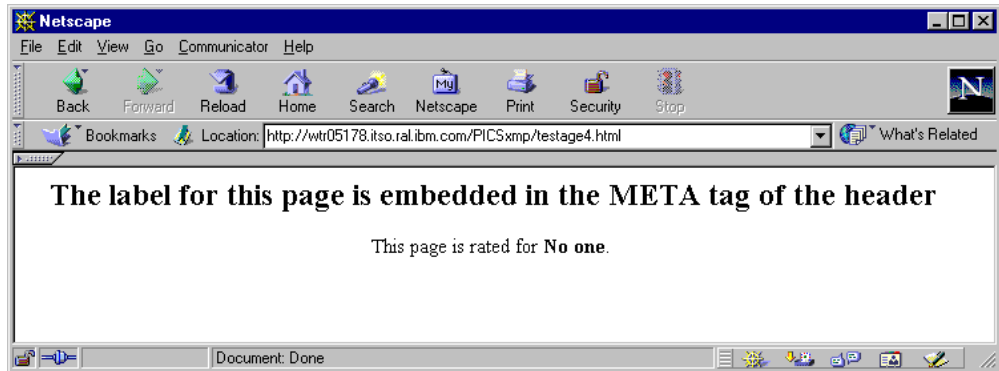 Netscape
File Edit View Go Communicator Help
Back Forward Reload Home Search Netscape Print Security Stop
My
N
Bookmarks Location: http://wtr05178.itso.ral.ibm.com/PICSxmp/testage4.html What's Related
The label for this page is embedded in the META tag of the header
This page is rated for No one.
Document: Done